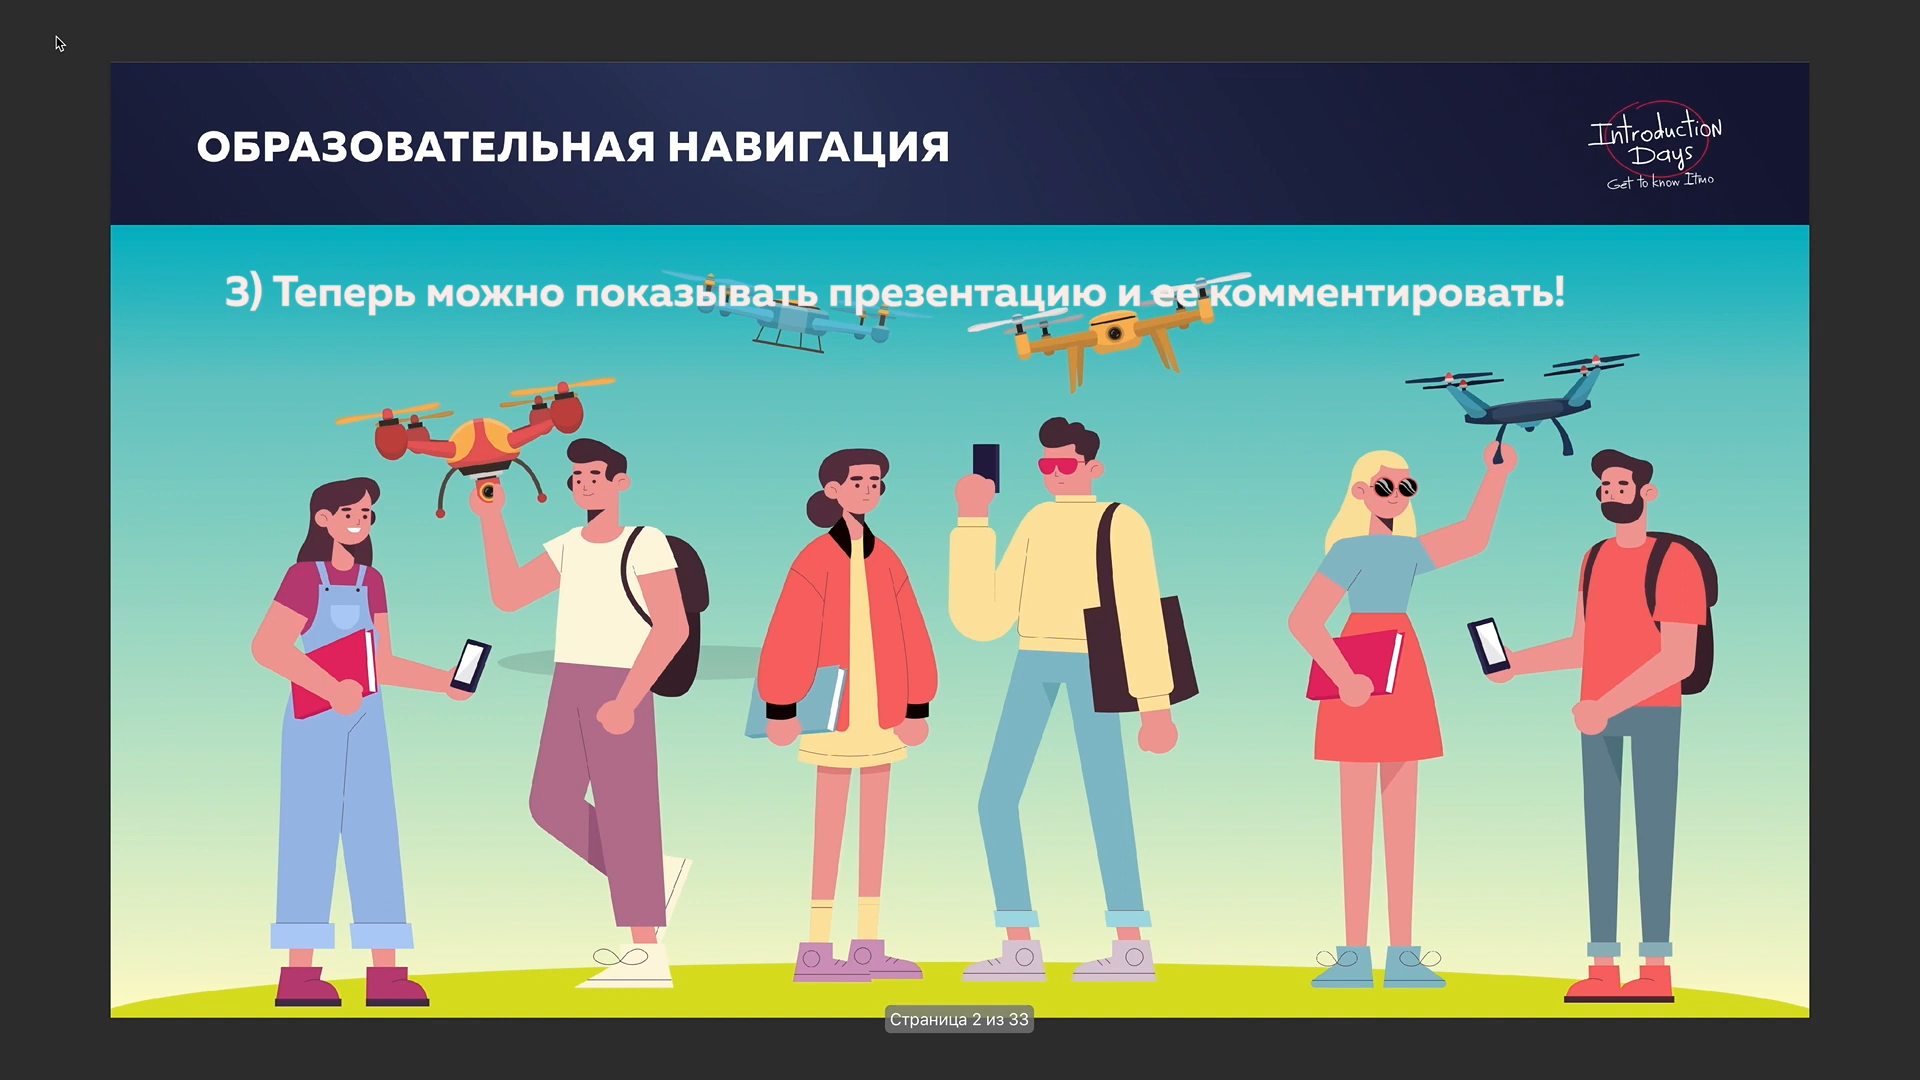 ОБРАЗОВАТЕЛЬНАЯ НАВИГАЦИЯ
Introduction
Days
Get to know Itmo
3) Теперь можно показывать презентацию и ее комментировать!
Страница 2 из 33